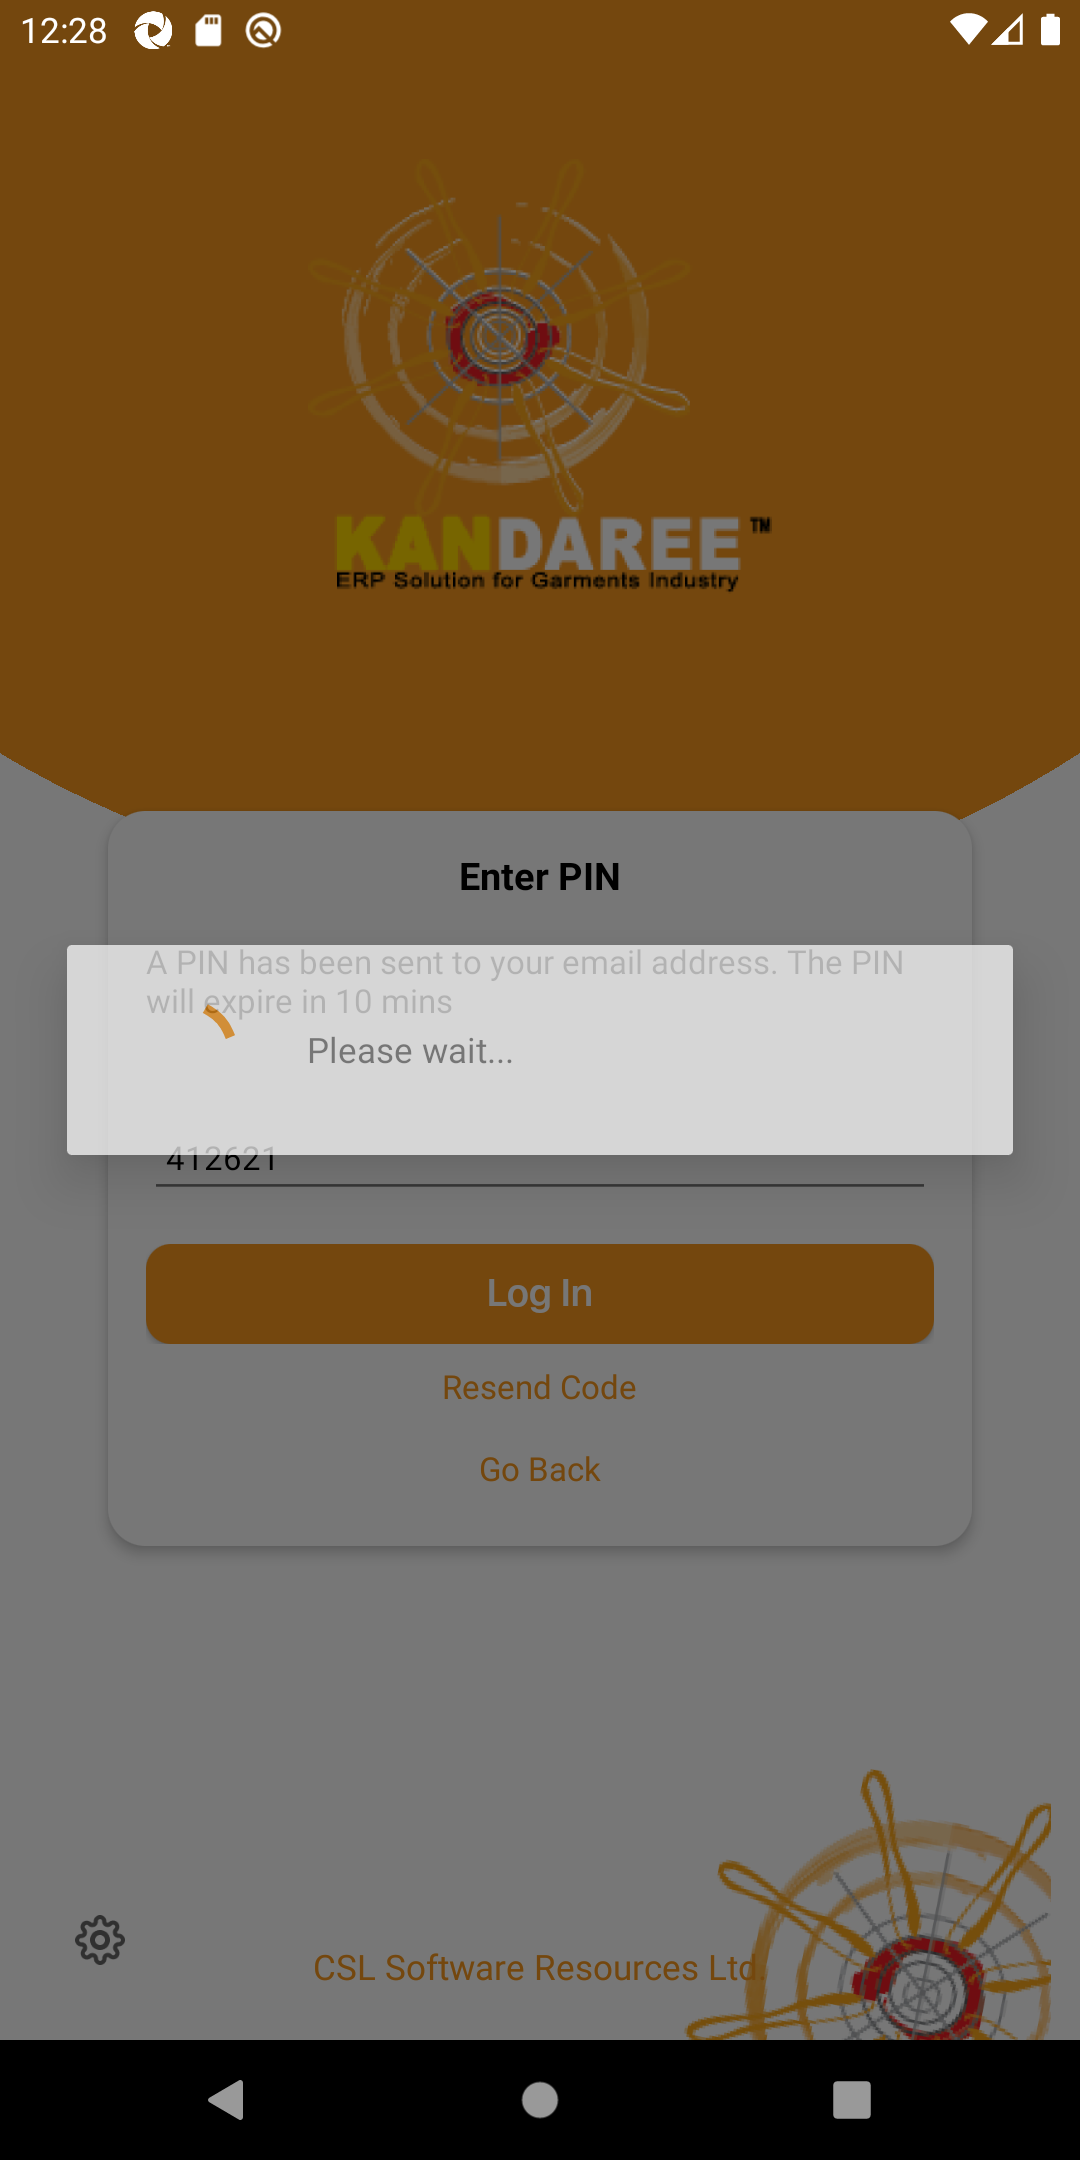 12:28
KANDAREE™
ERP Solution for Garments Industry
Enter PIN
A PIN has been sent to your email address. The PIN
will expire in 10 mins
Please wait...
412621
Log In
Resend Code
Go Back
CSL Software Resources Ltd.